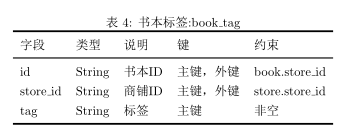 表 4: 书本标签:book_tag
字段 类型 说明 键 约束
id String 书本ID 主键，外键 book.store_id
store_id String 商铺ID 主键，外键 store.store_id
tag String 标签 主键 非空